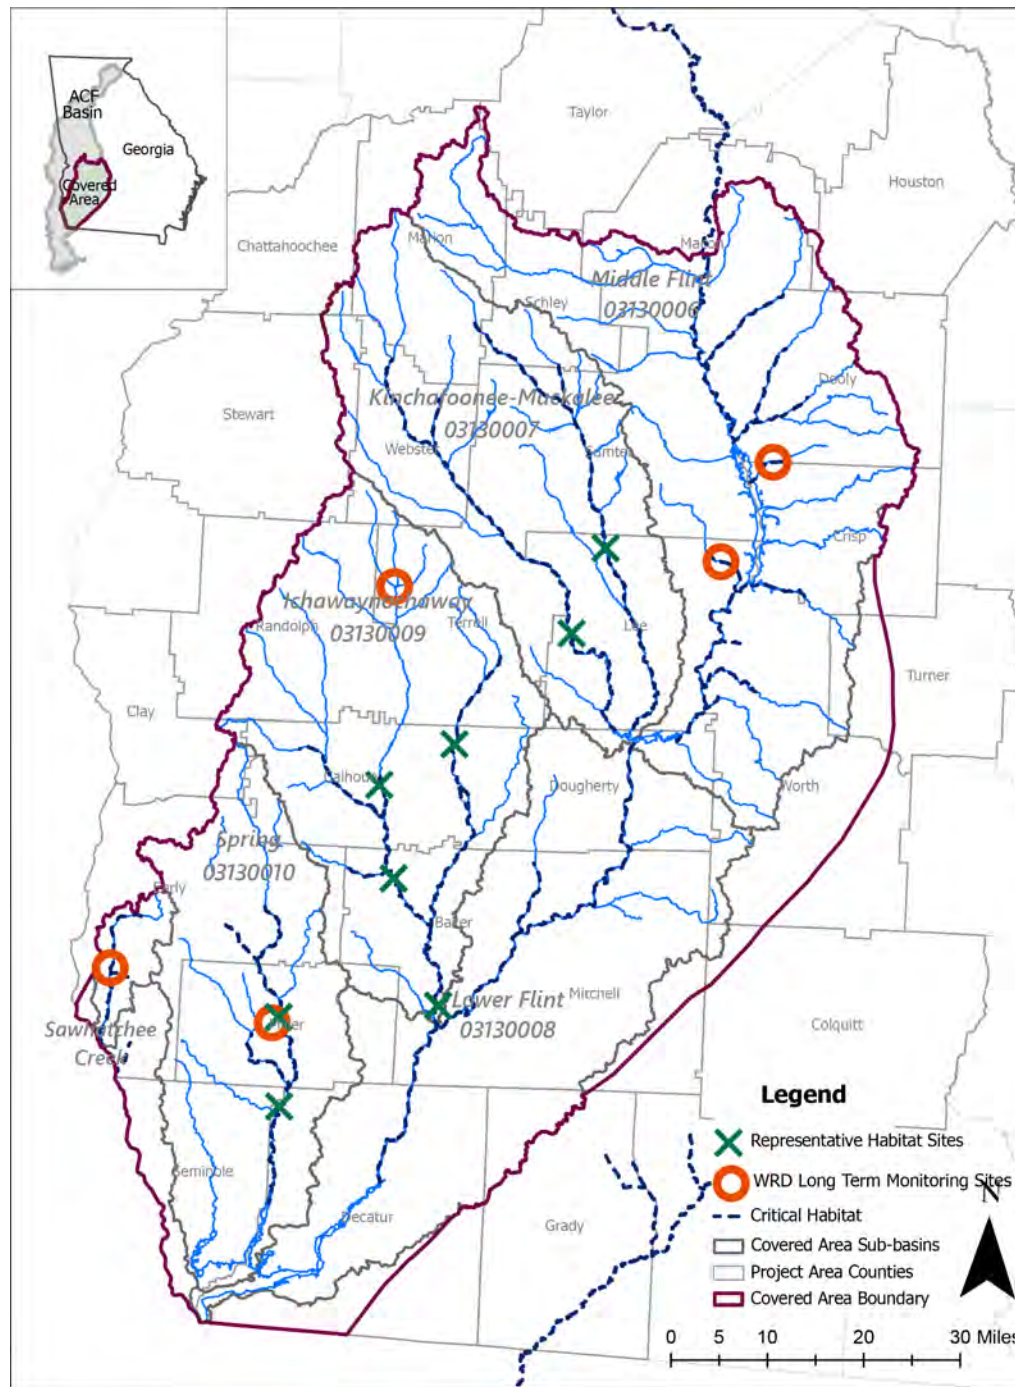 ACF
Basin
Georgia
Covered
Area
Taylor
Houston
Chattahoochee
Marion
Macon
Middle Flint
03130006
Schley
Dooly
Stewart
Kinchafoonee-Muckalee
03130007
Webster
Sumter
Crisp
Ichawaynochaway
03130009
Randolph
Terrell
Lee
Turner
Clay
Calhoun
Dougherty
Worth
Spring
03130010
Early
Baker
Lower Flint
03130008
Mitchell
Sawhatchee
Creek
Miller
Colquitt
Seminole
Decatur
Grady
Legend
Representative Habitat Sites
WRD Long Term Monitoring Sites
N
Critical Habitat
Covered Area Sub-basins
Project Area Counties
Covered Area Boundary
0 5 10 20 30 Miles